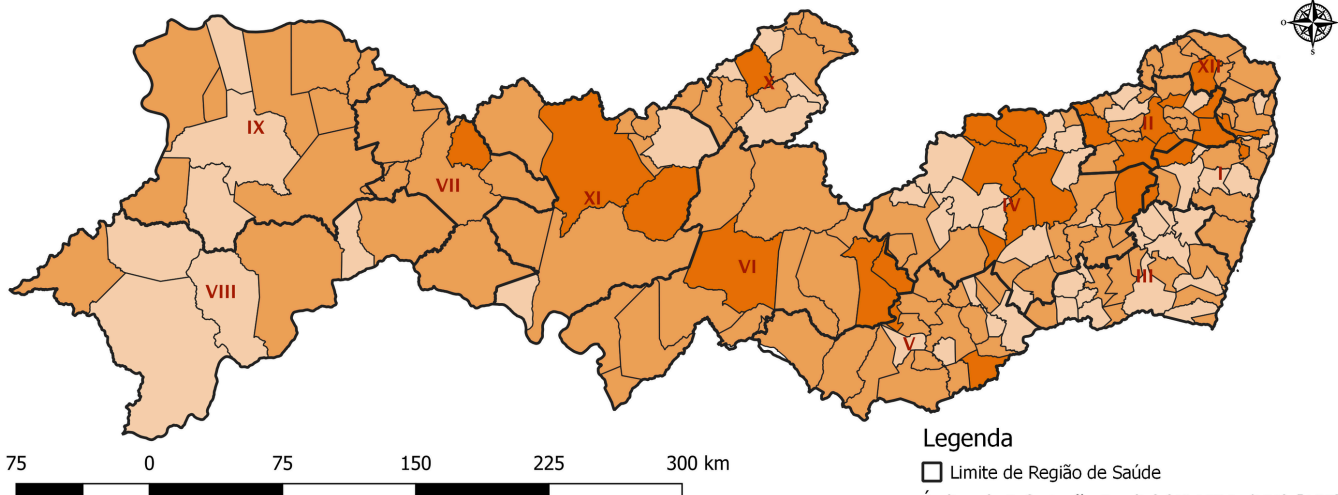 O
S
XII
X
II
IX
I
VII
XI
IV
VI
III
VIII
V
Legenda
75 0 75 150 225 300 km
Limite de Região de Saúde